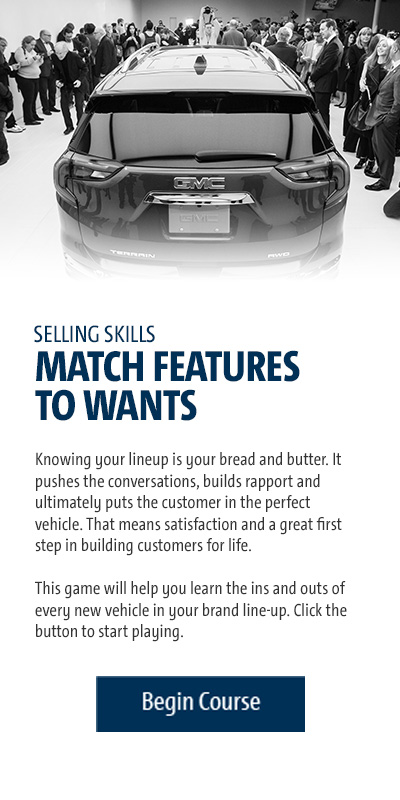 GMC
GMC
TERRAIN AWD
SELLING SKILLS
MATCH FEATURES
TO WANTS
Knowing your lineup is your bread and butter. It
pushes the conversations, builds rapport and
ultimately puts the customer in the perfect
vehicle. That means satisfaction and a great first
step in building customers for life.
This game will help you learn the ins and outs of
every new vehicle in your brand line-up. Click the
button to start playing.
Begin Course